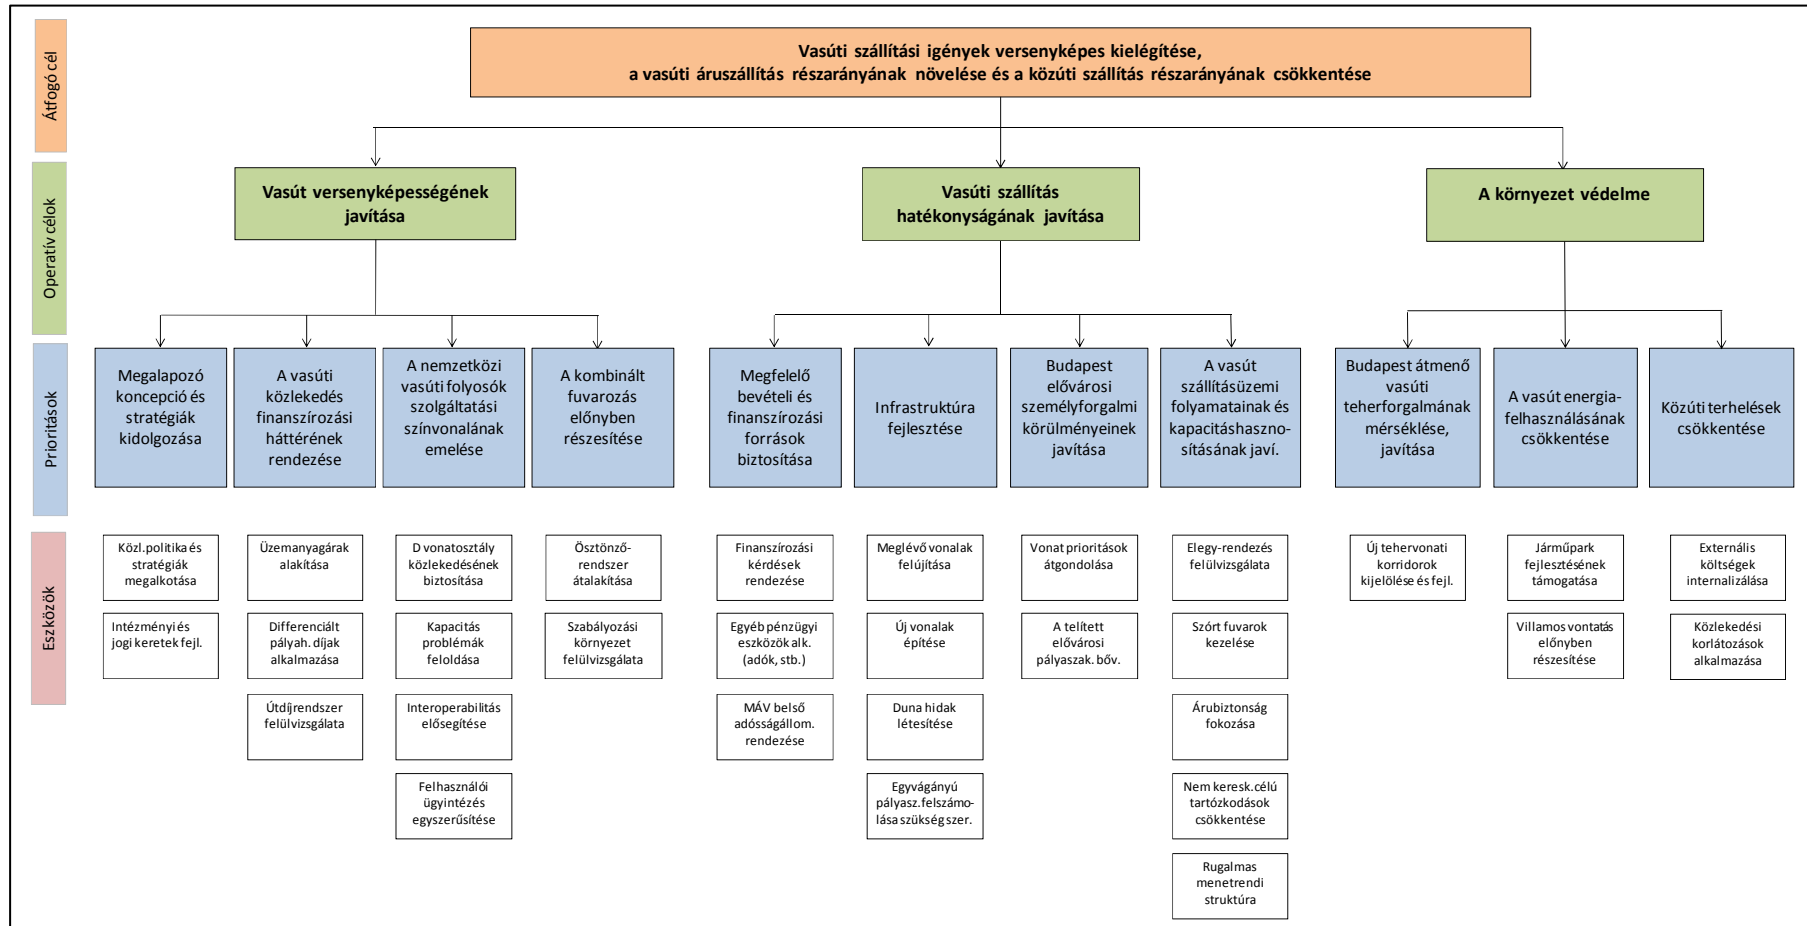 Átfogó cél
Vasúti szállítási igények versenyképes kielégítése,
a vasúti áruszállítás részarányának növelése és a közúti szállítás részarányának csökkentése
Operatív célok
Vasút versenyképességének
javítása
Vasúti szállítás
hatékonyságának javítása
A környezet védelme
Prioritások
Megalapozó
koncepció és
stratégiák
kidolgozása
A vasúti
közlekedés
finanszírozási
háttérének
rendezése
A nemzetközi
vasúti folyosók
szolgáltatási
színvonalának
emelése
A kombinált
fuvarozás
előnyben
részesítése
Megfelelő
bevételi és
finanszírozási
források
biztosítása
Infrastruktúra
fejlesztése
Budapest
elővárosi
személyforgalmi
körülményeinek
javítása
A vasút
szállításüzemi
folyamatainak és
kapacitáshaszno-
sításának javí.
Budapest átmenő
vasúti
teherforgalmának
mérséklése,
javítása
A vasút energia-
felhasználásának
csökkentése
Közúti terhelések
csökkentése
Eszközök
Közl.politika és
stratégiák
megalkotása
Üzemanyagárak
alakítása
D vonatosztály
közlekedésének
biztosítása
Ösztönző-
rendszer
átalakítása
Finanszírozási
kérdések
rendezése
Meglévő vonalak
felújítása
Vonat prioritások
átgondolása
Elegy-rendezés
felülvizsgálata
Új tehervonati
korridorok
kijelölése és fejl.
Járműpark
fejlesztésének
támogatása
Externális
költségek
internalizálása
Intézményi és
jogi keretek fejl.
Differenciált
pályah. díjak
alkalmazása
Kapacitás
problémák
feloldása
Szabályozási
környezet
felülvizsgálata
Egyéb pénzügyi
eszközök alk.
(adók, stb.)
Új vonalak
építése
A telített
elővárosi
pályaszak. bőv.
Szórt fuvarok
kezelése
Villamos vontatás
előnyben
részesítése
Közlekedési
korlátozások
alkalmazása
Útdíjrendszer
felülvizsgálata
Interoperabilitás
elősegítése
MÁV belső
adósságállom.
rendezése
Duna hidak
létesítése
Árubiztonság
fokozása
Felhasználói
ügyintézés
egyszerűsítése
Egyvágányú
pályasz.felszámo-
lása szükség szer.
Nem keresk.célú
tartózkodások
csökkentése
Rugalmas
menetrendi
struktúra